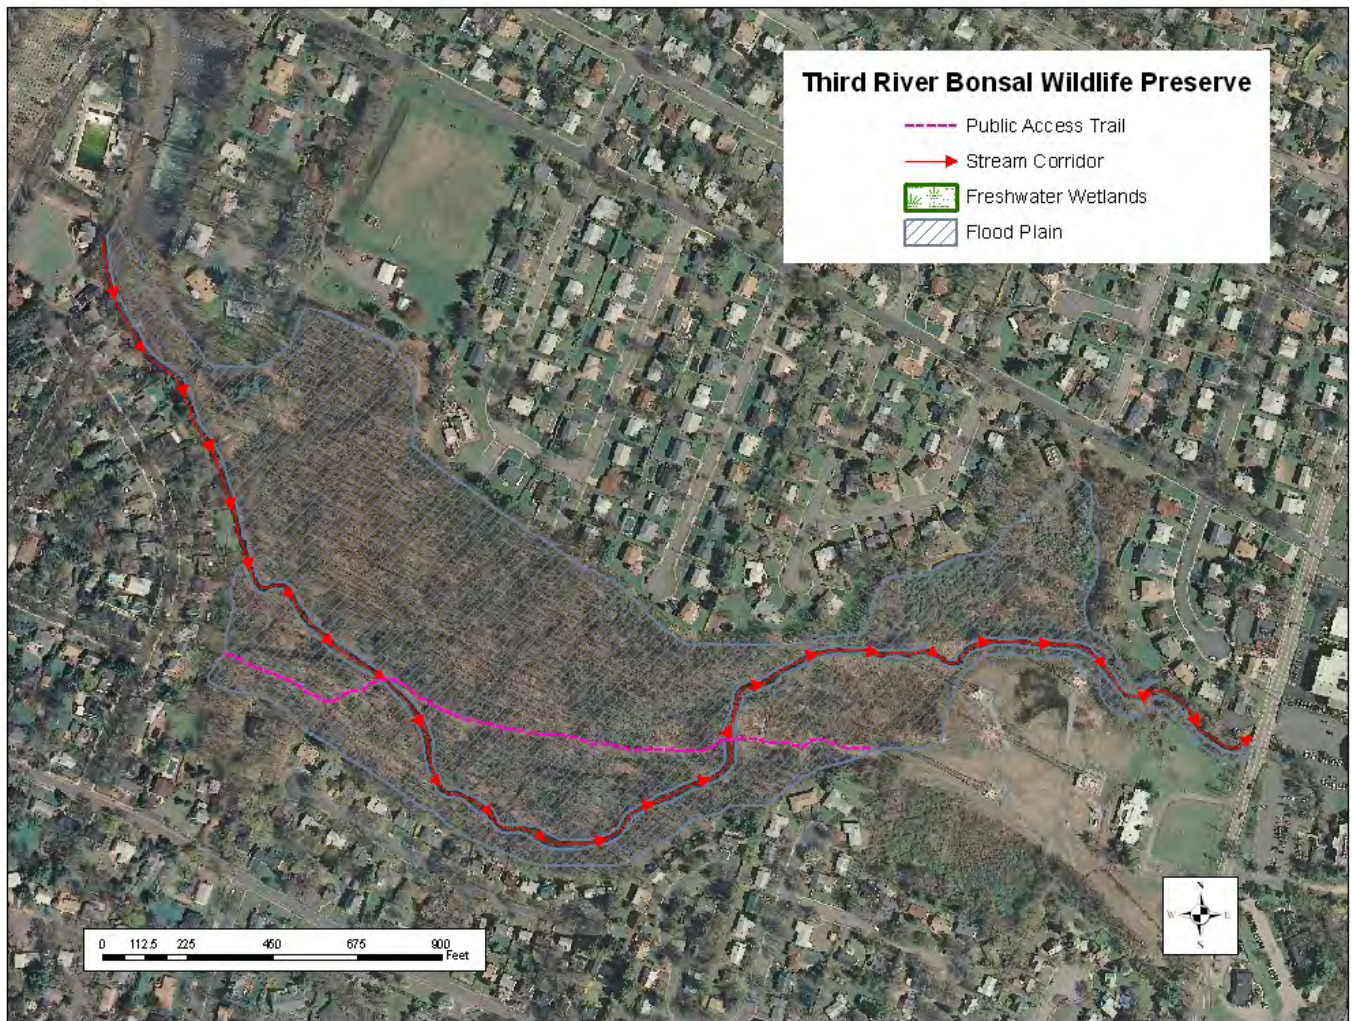 Third River Bonsal Wildlife Preserve
Public Access Trail
Stream Corridor
Freshwater Wetlands
Flood Plain
N
W E
S
0 112.5 225 450 675 900
Feet